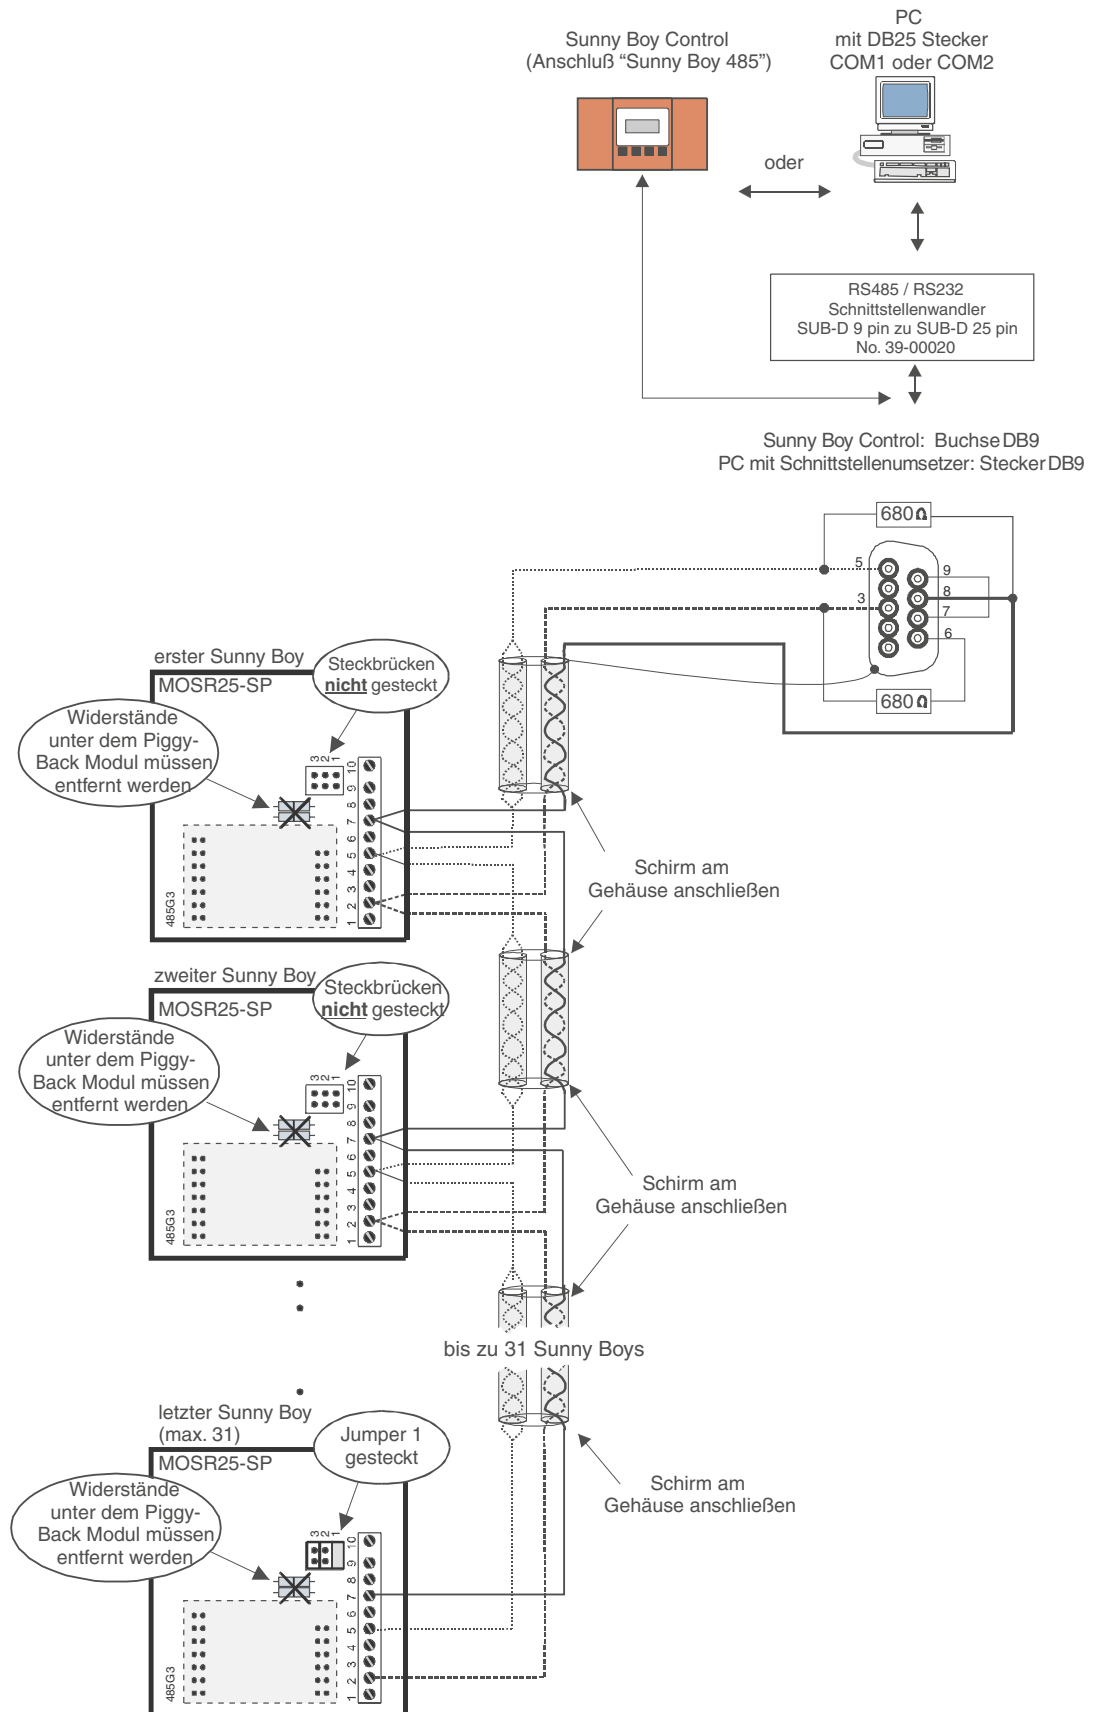 Sunny Boy Control
(Anschluß “Sunny Boy 485”)
PC
mit DB25 Stecker
COM1 oder COM2
oder
RS485 / RS232
Schnittstellenwandler
SUB-D 9 pin zu SUB-D 25 pin
No. 39-00020
Sunny Boy Control: Buchse DB9
PC mit Schnittstellenumsetzer: Stecker DB9
680 Ω
5
9
8
3
7
6
680 Ω
erster Sunny Boy
MOSR25-SP
Steckbrücken
nicht gesteckt
Widerstände
unter dem Piggy-
Back Modul müssen
entfernt werden
3 2 1
10
9
8
7
6
5
4
3
2
1
485G3
Schirm am
Gehäuse anschließen
zweiter Sunny Boy
MOSR25-SP
Steckbrücken
nicht gesteckt
Widerstände
unter dem Piggy-
Back Modul müssen
entfernt werden
3 2 1
10
9
8
7
6
5
4
3
2
1
485G3
Schirm am
Gehäuse anschließen
bis zu 31 Sunny Boys
letzter Sunny Boy
(max. 31)
MOSR25-SP
Jumper 1
gesteckt
Widerstände
unter dem Piggy-
Back Modul müssen
entfernt werden
3 2 1
10
9
8
7
6
5
4
3
2
1
485G3
Schirm am
Gehäuse anschließen